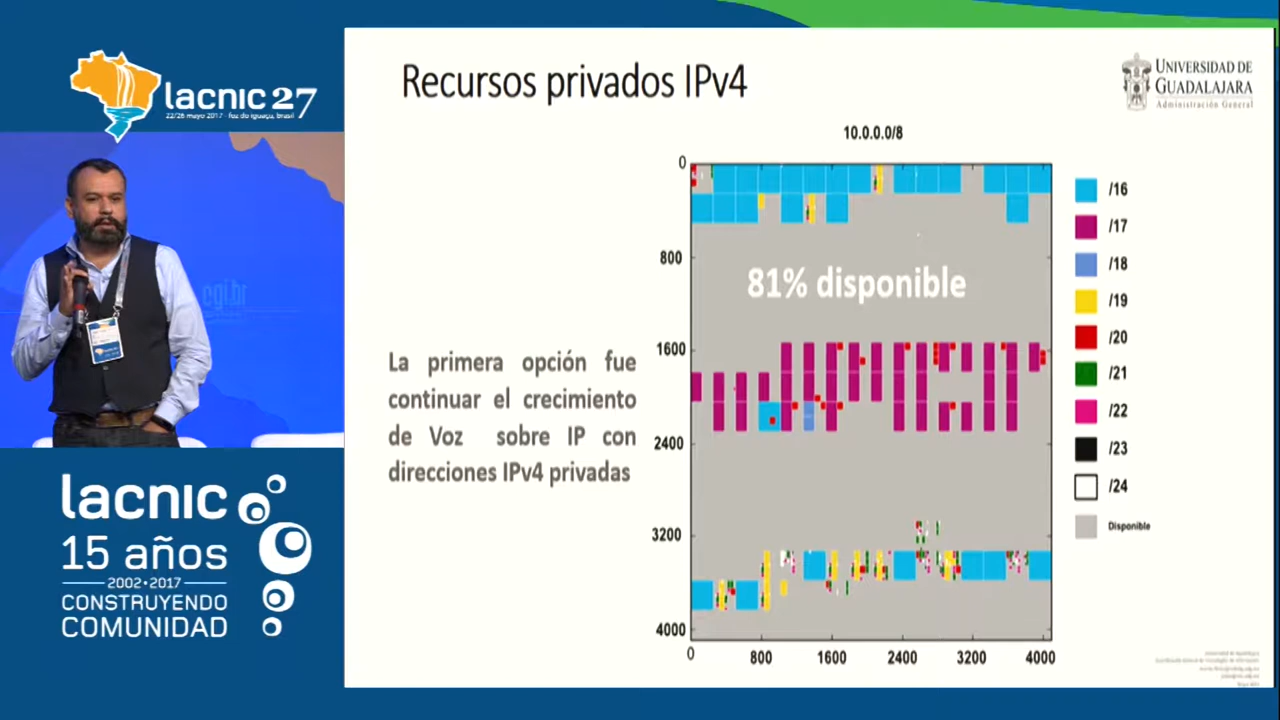 lacnic 27
22/26 mayo 2017 - foz do iguaçu, brasil
cgi.br
lacnic
15 años
2002•2017
CONSTRUYENDO
COMUNIDAD
Recursos privados IPv4
UNIVERSIDAD DE
GUADALAJARA
Administración General
La primera opción fue
continuar el crecimiento
de Voz sobre IP con
direcciones IPv4 privadas
10.0.0.0/8
0
800
1600
2400
3200
4000
81% disponible
0 800 1600 2400 3200 4000
/16
/17
/18
/19
/20
/21
/22
/23
/24
Disponible